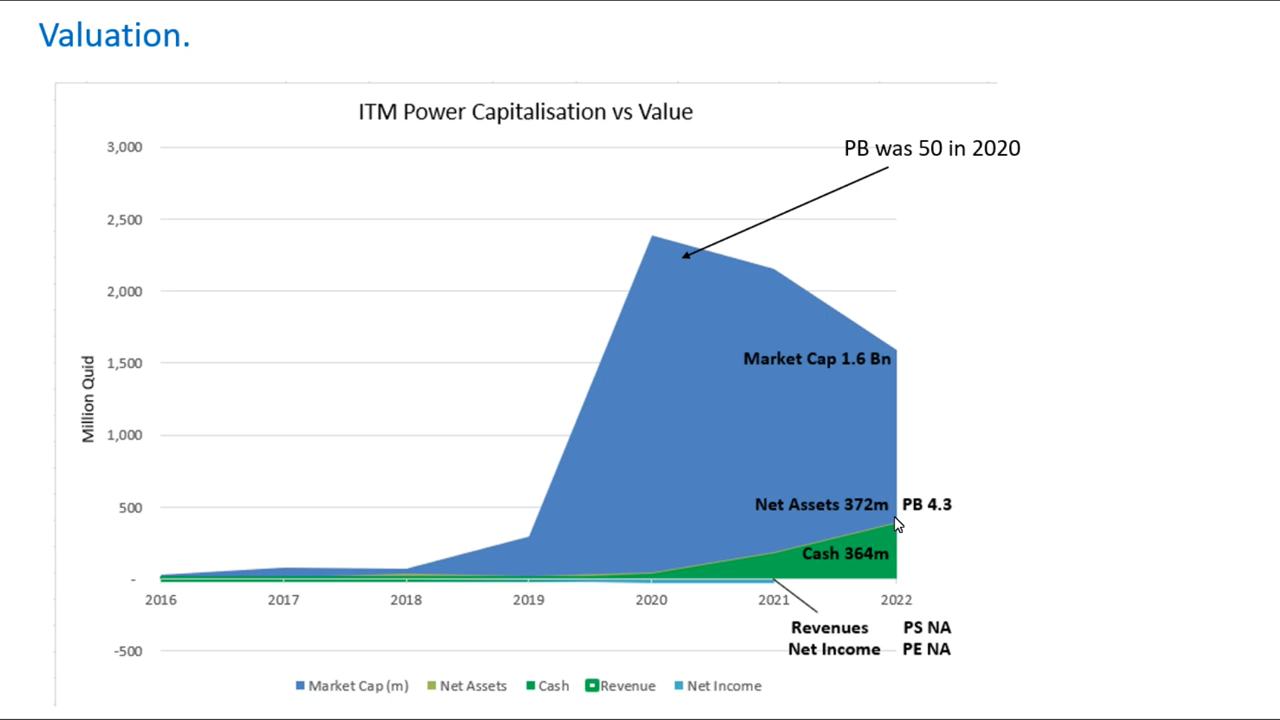 Valuation.
ITM Power Capitalisation vs Value
PB was 50 in 2020
3,000
2,500
2,000
1,500
1,000
500
-
-500
Million Quid
Market Cap 1.6 Bn
Net Assets 372m PB 4.3
Cash 364m
2016 2017 2018 2019 2020 2021 2022
Revenues PS NA
Net Income PE NA
Market Cap (m) Net Assets Cash Revenue Net Income